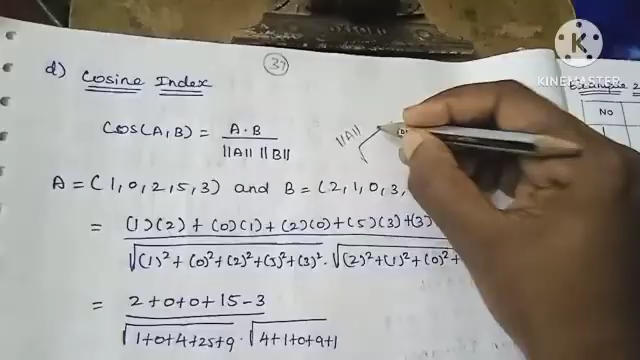 37
d) Cosine Index
KINEMASTER
Example 2
NO
1
Cos(A,B) = A·B / ||A|| ||B||
||A||
A = (1,0,2,5,3) and B = (2,1,0,3,
= (1)(2) + (0)(1) + (2)(0) + (5)(3) + (3)
√(1)² + (0)² + (2)² + (5)² + (3)² · √(2)² + (1)² + (0)² +
= 2+0+0+15-3
√1+0+4+25+9 · √4+1+0+9+1